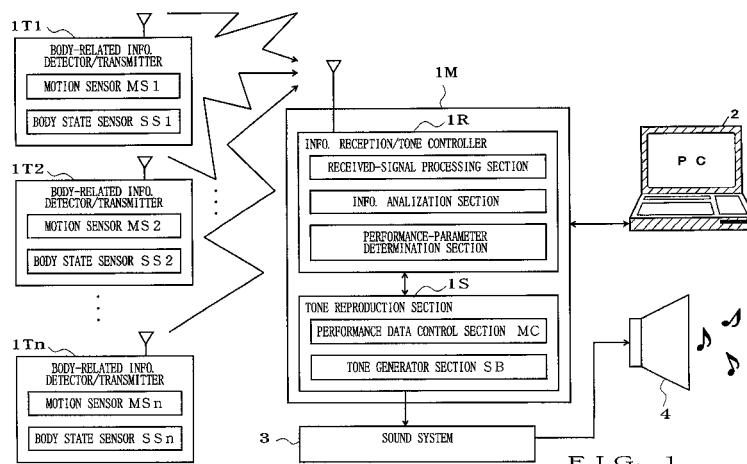 1T1
BODY-RELATED INFO.
DETECTOR/TRANSMITTER
MOTION SENSOR MS1
BODY STATE SENSOR SS1
1T2
BODY-RELATED INFO.
DETECTOR/TRANSMITTER
MOTION SENSOR MS2
BODY STATE SENSOR SS2
1Tn
BODY-RELATED INFO.
DETECTOR/TRANSMITTER
MOTION SENSOR MSn
BODY STATE SENSOR SSn
1M
1R
INFO. RECEPTION/TONE CONTROLLER
RECEIVED-SIGNAL PROCESSING SECTION
INFO. ANALIZATION SECTION
PERFORMANCE-PARAMETER
DETERMINATION SECTION
1S
TONE REPRODUCTION SECTION
PERFORMANCE DATA CONTROL SECTION MC
TONE GENERATOR SECTION SB
3
SOUND SYSTEM
2
PC
4
FIG. 1